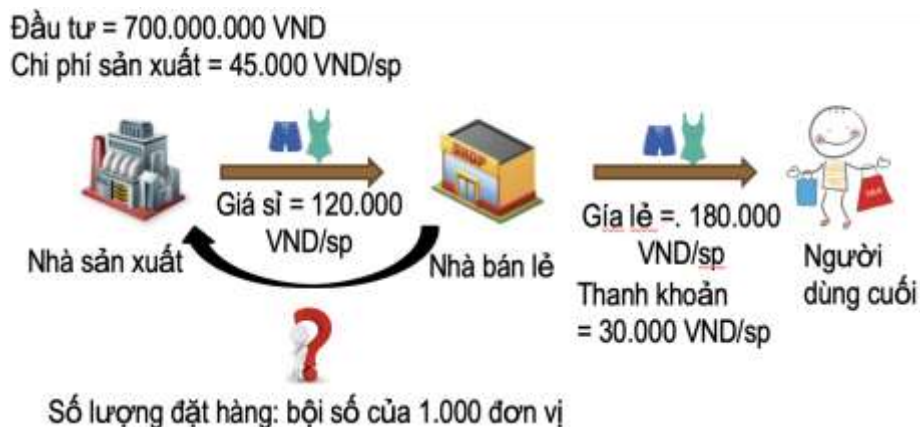 Đầu tư = 700.000.000 VND
Chi phí sản xuất = 45.000 VND/sp
SHOP
Giá sỉ = 120.000
VND/sp
Gía lẻ =. 180.000
VND/sp
Nhà sản xuất
Nhà bán lẻ
Người
dùng cuối
Thanh khoản
= 30.000 VND/sp
Số lượng đặt hàng: bội số của 1.000 đơn vị